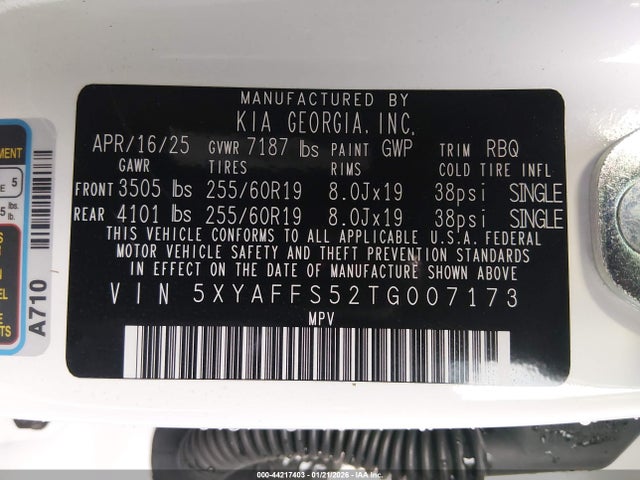 MANUFACTURED BY
KIA GEORGIA, INC.
APR/16/25 GVWR 7187 lbs PAINT GWP TRIM RBQ
GAWR TIRES RIMS COLD TIRE INFL
FRONT 3505 lbs 255/60R19 8.0Jx19 38psi SINGLE
REAR 4101 lbs 255/60R19 8.0Jx19 38psi SINGLE
THIS VEHICLE CONFORMS TO ALL APPLICABLE U.S.A. FEDERAL
MOTOR VEHICLE SAFETY AND THEFT PREVENTION STANDARDS
IN EFFECT ON THE DATE OF MANUFACTURE SHOWN ABOVE
VIN 5XYAFFS52TG007173
MPV
5
lbs.
A710
000-44217403 - 01/21/2026 - IAA Inc.